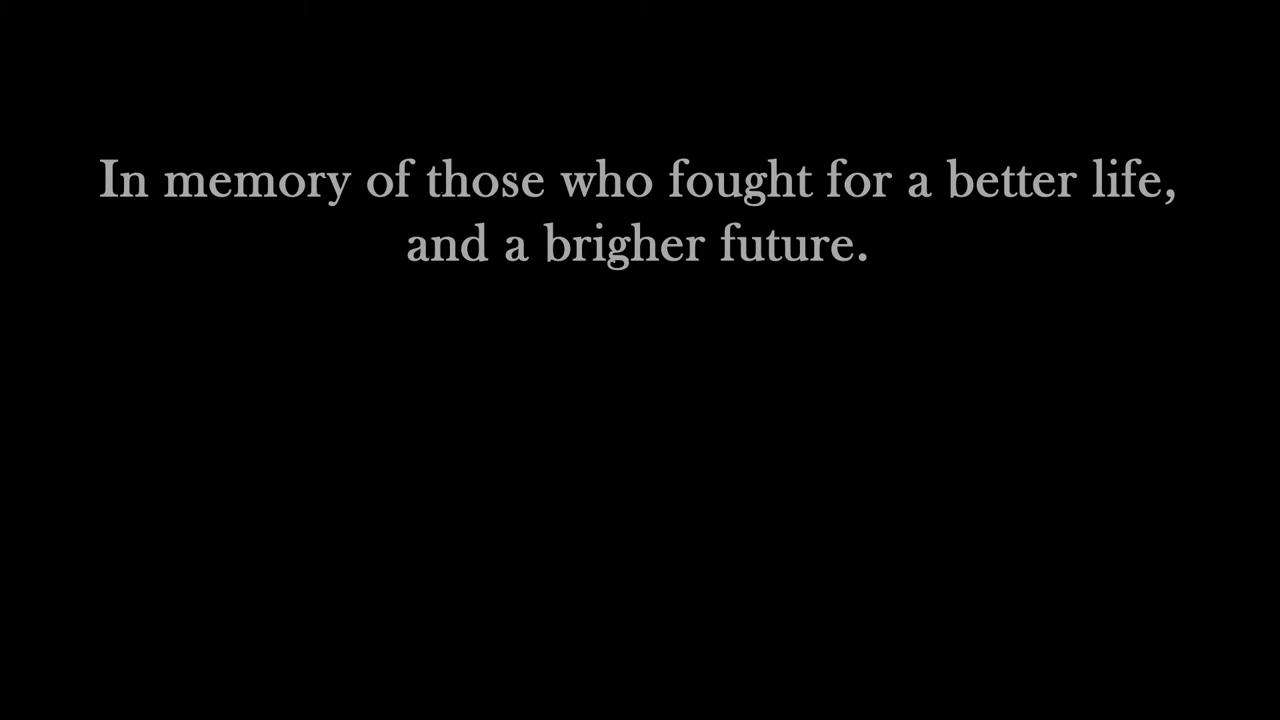 In memory of those who fought for a better life,
and a brigher future.